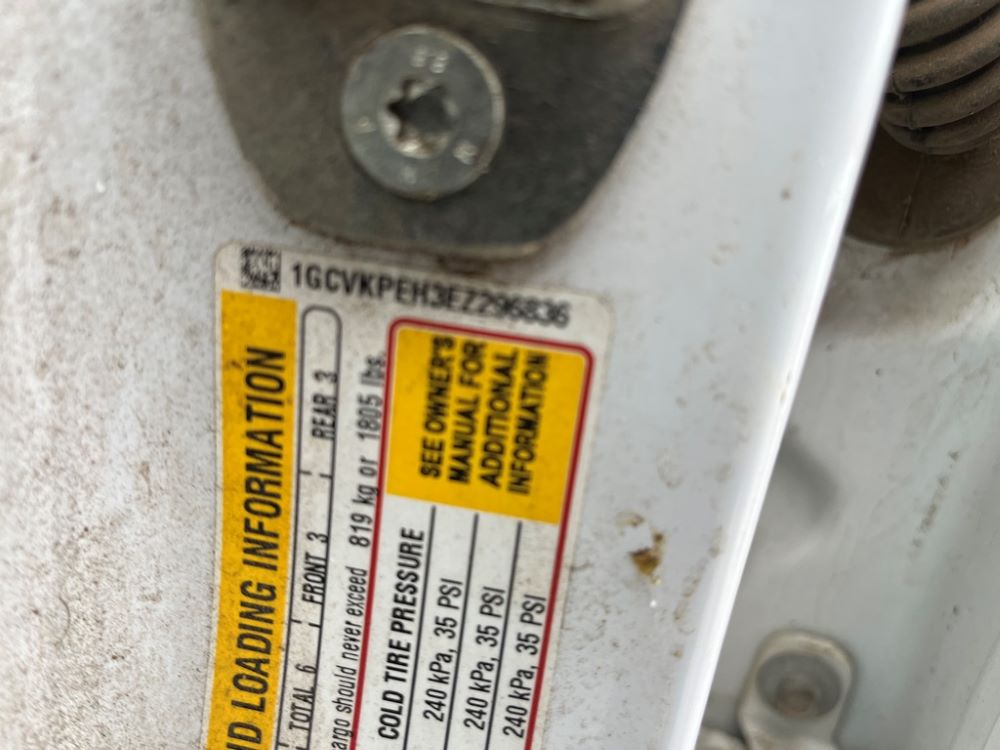 1GCVKPEH3EZ296836
ND LOADING INFORMATION
TOTAL 6 FRONT 3 REAR 3
argo should never exceed 819 kg or 1805 lbs.
COLD TIRE PRESSURE
240 kPa, 35 PSI
240 kPa, 35 PSI
240 kPa, 35 PSI
SEE OWNER'S
MANUAL FOR
ADDITIONAL
INFORMATION